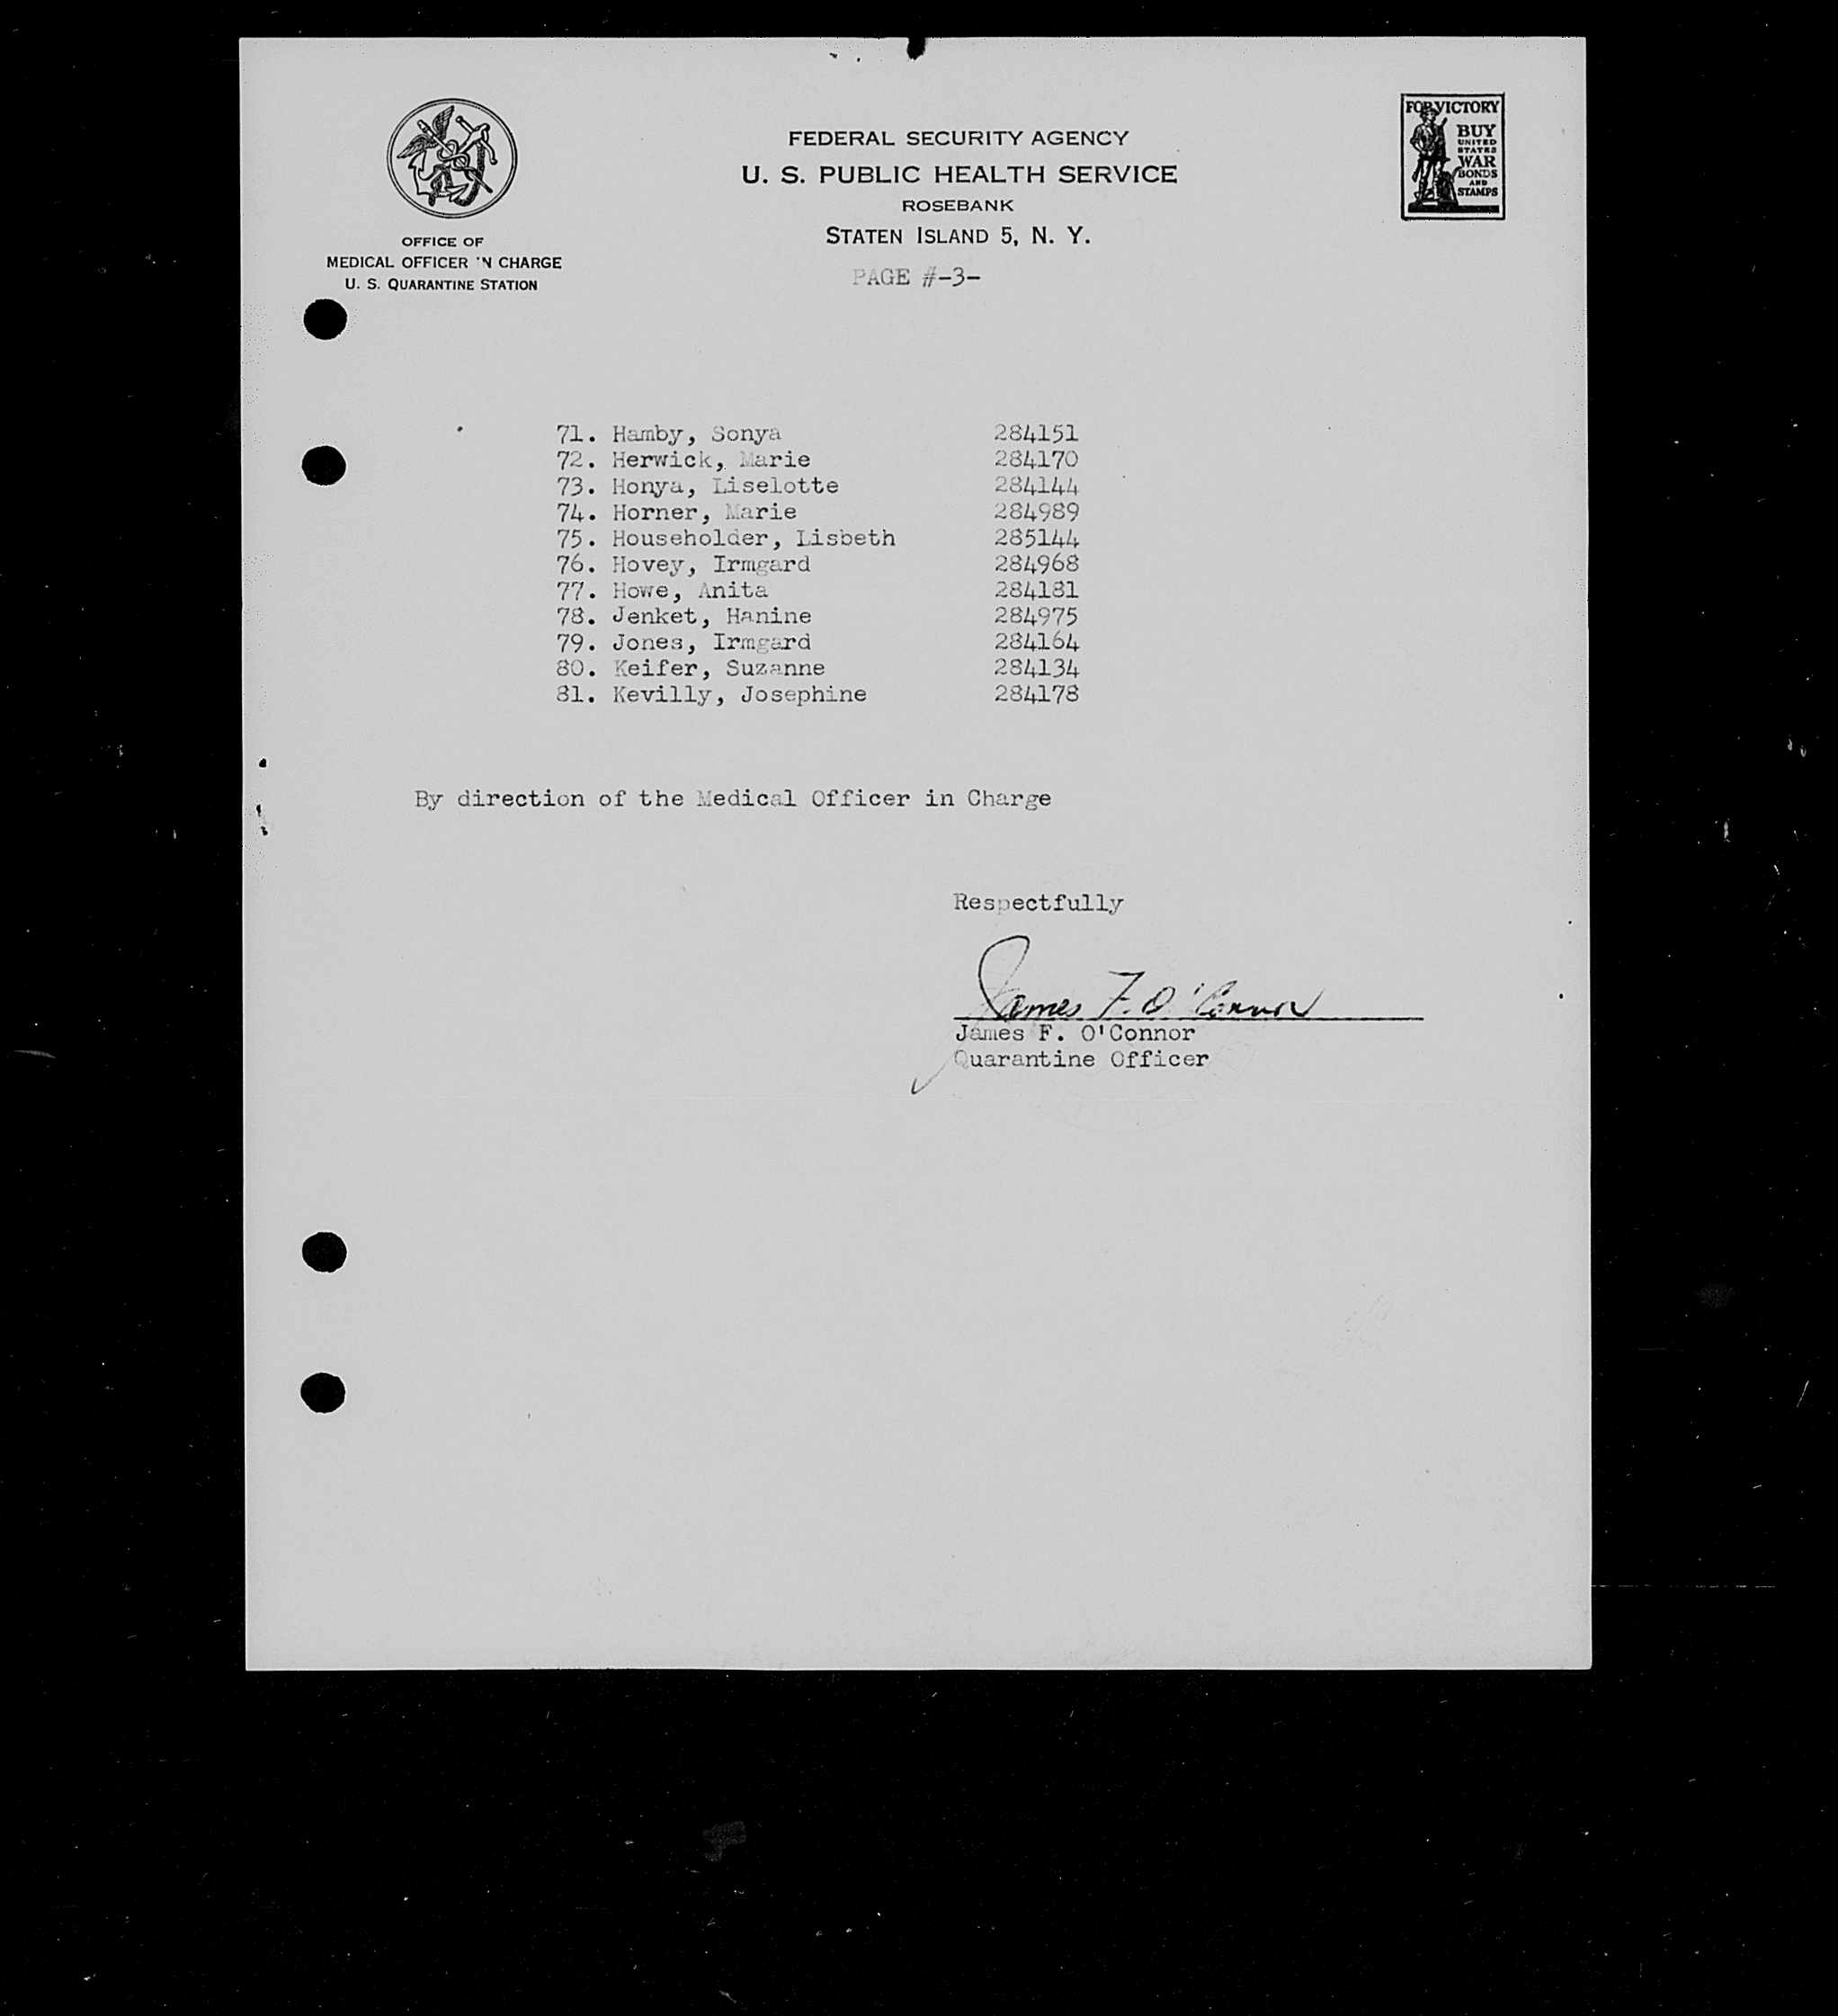 FEDERAL SECURITY AGENCY
U. S. PUBLIC HEALTH SERVICE
ROSEBANK
STATEN ISLAND 5, N. Y.
PAGE #-3-
OFFICE OF
MEDICAL OFFICER 'N CHARGE
U. S. QUARANTINE STATION
FOR VICTORY
BUY
UNITED
STATES
WAR
BONDS
AND
STAMPS
71. Hamby, Sonya 284151
72. Herwick, Marie 284170
73. Honya, Liselotte 284144
74. Horner, Marie 284989
75. Householder, Lisbeth 285144
76. Hovey, Irmgard 284968
77. Howe, Anita 284181
78. Jenket, Hanine 284975
79. Jones, Irmgard 284164
80. Keifer, Suzanne 284134
81. Kevilly, Josephine 284178
By direction of the Medical Officer in Charge
Respectfully
James F. O'Connor
James F. O'Connor
Quarantine Officer